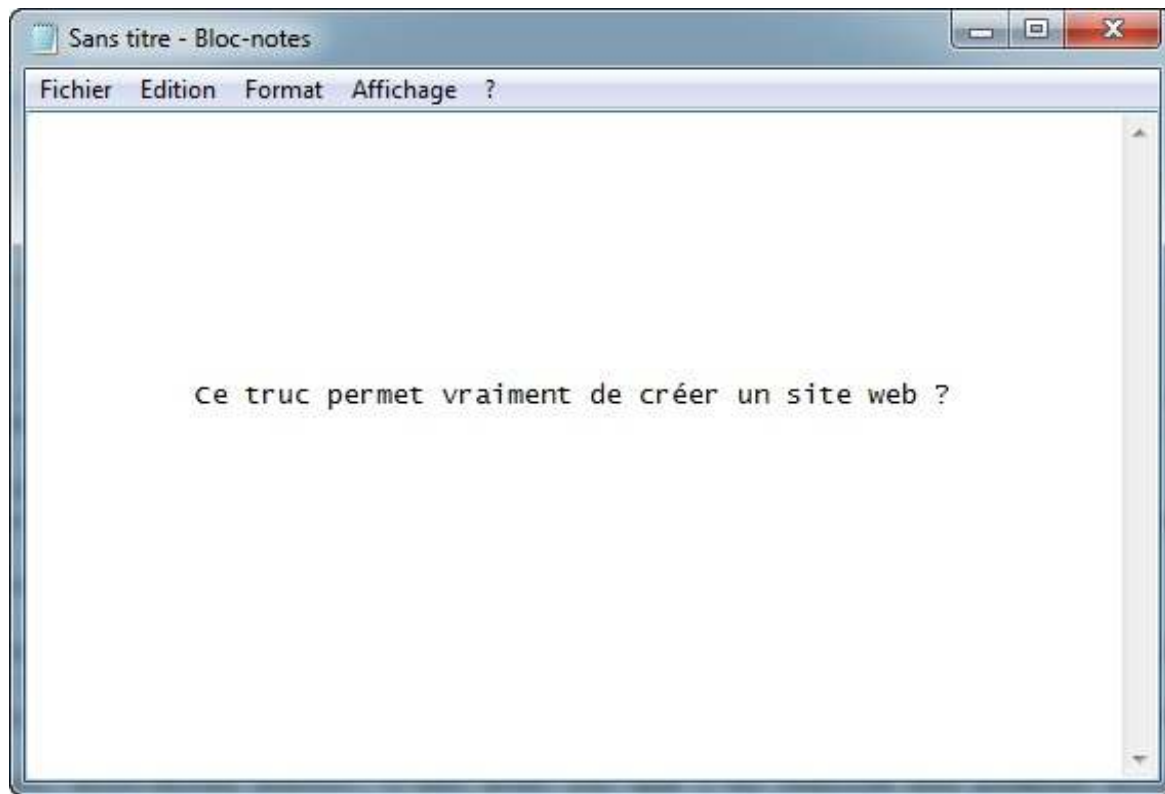 Sans titre - Bloc-notes
Fichier Edition Format Affichage ?
Ce truc permet vraiment de créer un site web ?